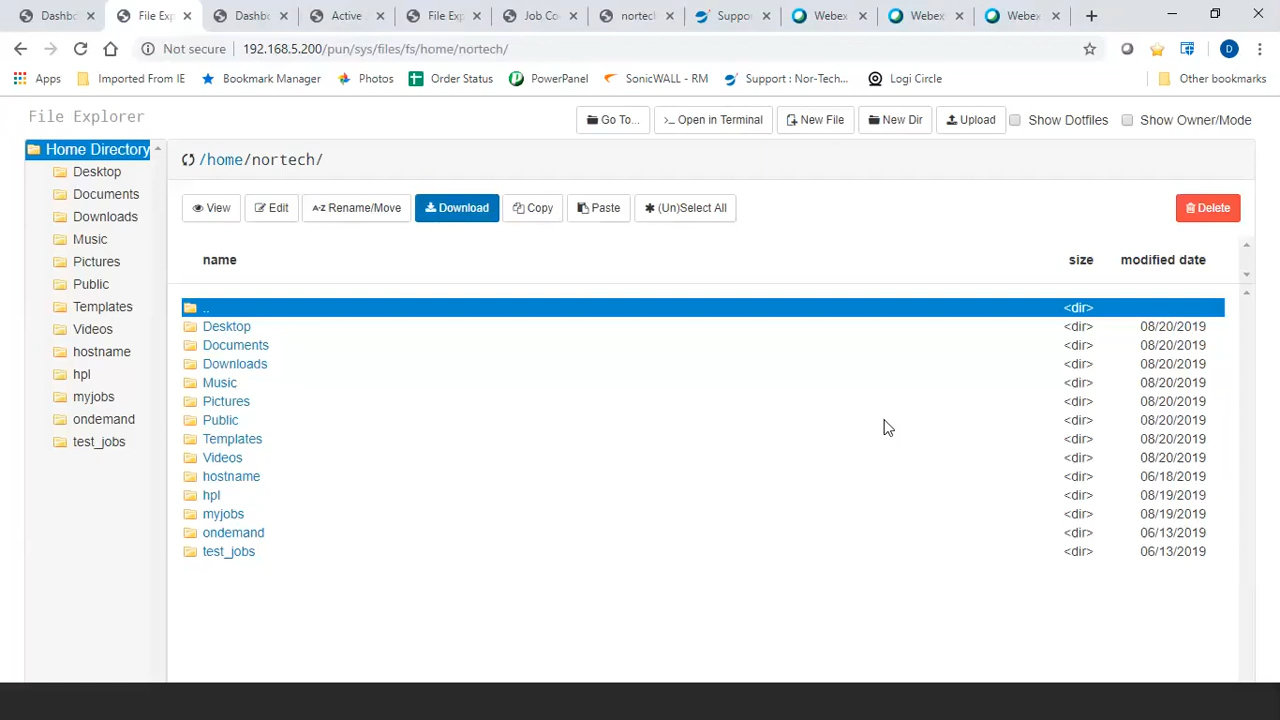 Dashbo
File Exp
Dashbo
Active J
File Exp
Job Co
nortech
Suppor
Webex
Webex
Webex
Not secure
192.168.5.200/pun/sys/files/fs/home/nortech/
D
Apps
Imported From IE
Bookmark Manager
Photos
Order Status
PowerPanel
SonicWALL - RM
Support : Nor-Tech...
Logi Circle
Other bookmarks
File Explorer
Go To...
>_ Open in Terminal
New File
New Dir
Upload
Show Dotfiles
Show Owner/Mode
Home Directory
Desktop
Documents
Downloads
Music
Pictures
Public
Templates
Videos
hostname
hpl
myjobs
ondemand
test_jobs
/home/nortech/
View
Edit
A-Z Rename/Move
Download
Copy
Paste
(Un)Select All
Delete
name size modified date
.. <dir>
Desktop <dir> 08/20/2019
Documents <dir> 08/20/2019
Downloads <dir> 08/20/2019
Music <dir> 08/20/2019
Pictures <dir> 08/20/2019
Public <dir> 08/20/2019
Templates <dir> 08/20/2019
Videos <dir> 08/20/2019
hostname <dir> 06/18/2019
hpl <dir> 08/19/2019
myjobs <dir> 08/19/2019
ondemand <dir> 06/13/2019
test_jobs <dir> 06/13/2019